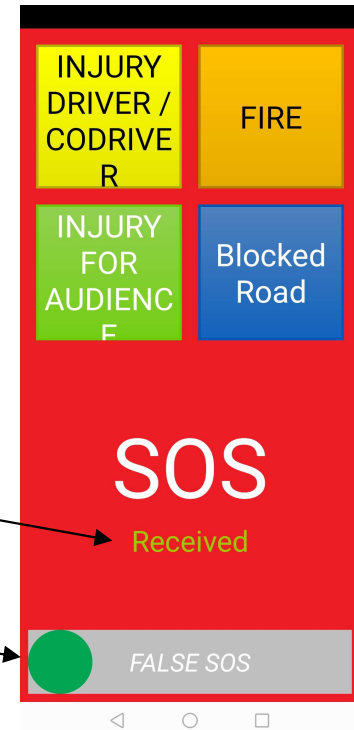 INJURY
DRIVER /
CODRIVE
R
FIRE
INJURY
FOR
AUDIENC
E
Blocked
Road
SOS
Received
FALSE SOS